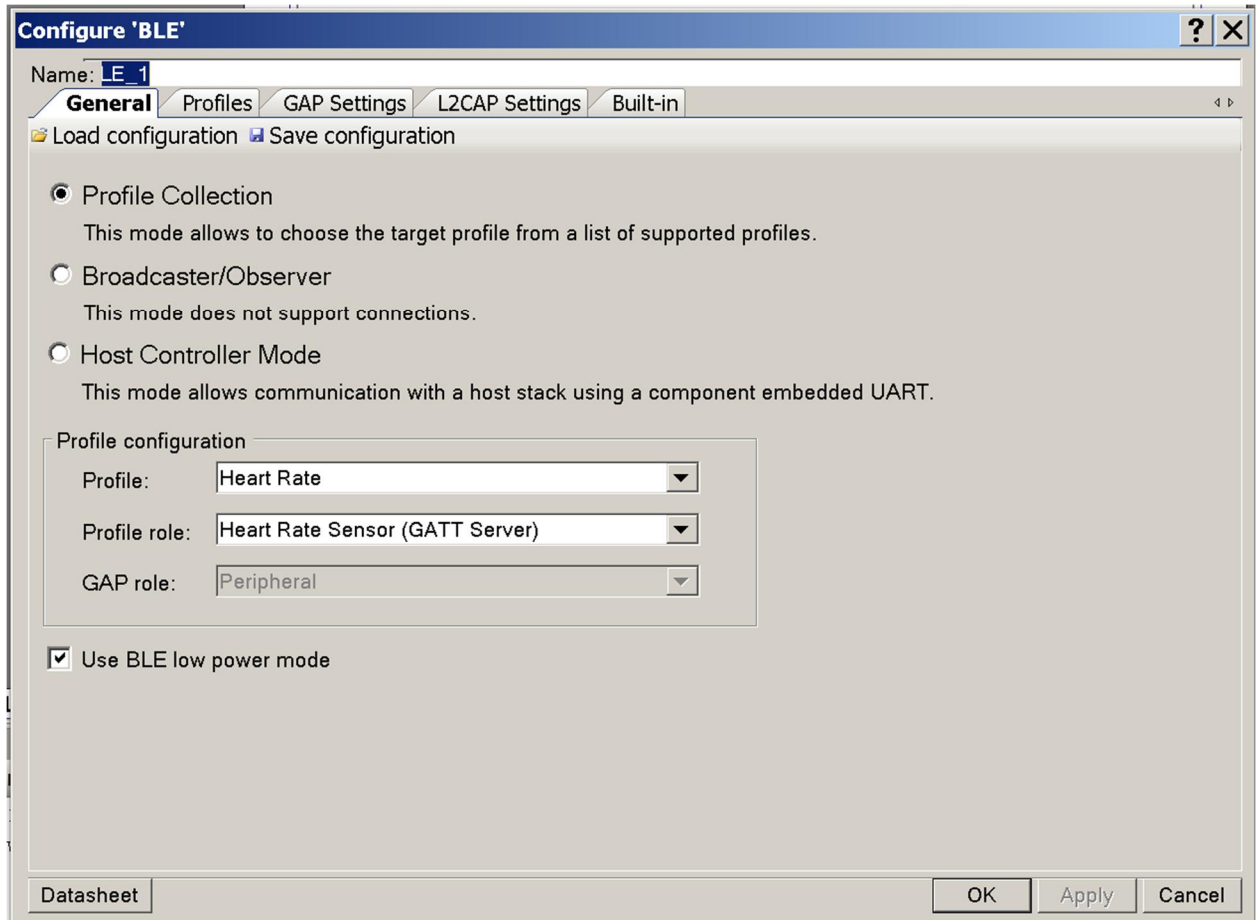 Configure 'BLE'
Name: LE_1
General Profiles GAP Settings L2CAP Settings Built-in
Load configuration Save configuration
Profile Collection
This mode allows to choose the target profile from a list of supported profiles.
Broadcaster/Observer
This mode does not support connections.
Host Controller Mode
This mode allows communication with a host stack using a component embedded UART.
Profile configuration
Profile: Heart Rate
Profile role: Heart Rate Sensor (GATT Server)
GAP role: Peripheral
Use BLE low power mode
Datasheet OK Apply Cancel